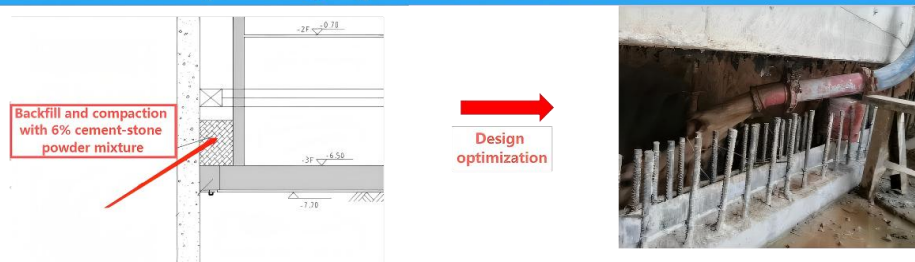 -2F -0.70
Backfill and compaction
with 6% cement-stone
powder mixture
-3F -6.50
-7.70
Design
optimization